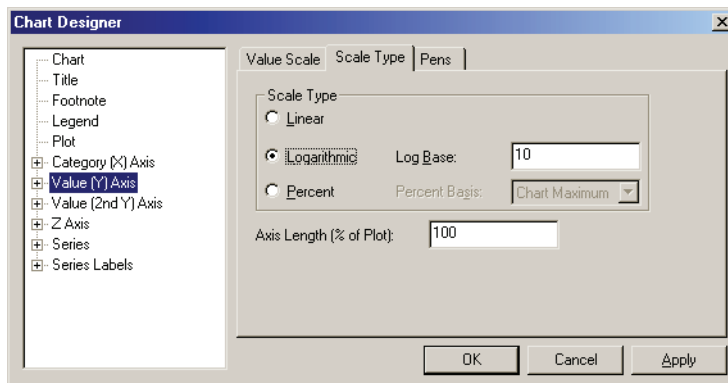 Chart Designer
Chart
Title
Footnote
Legend
Plot
Category (X) Axis
Value (Y) Axis
Value (2nd Y) Axis
Z Axis
Series
Series Labels
Value Scale Scale Type Pens
Scale Type
Linear
Logarithmic Log Base: 10
Percent Percent Basis: Chart Maximum
Axis Length (% of Plot): 100
OK Cancel Apply